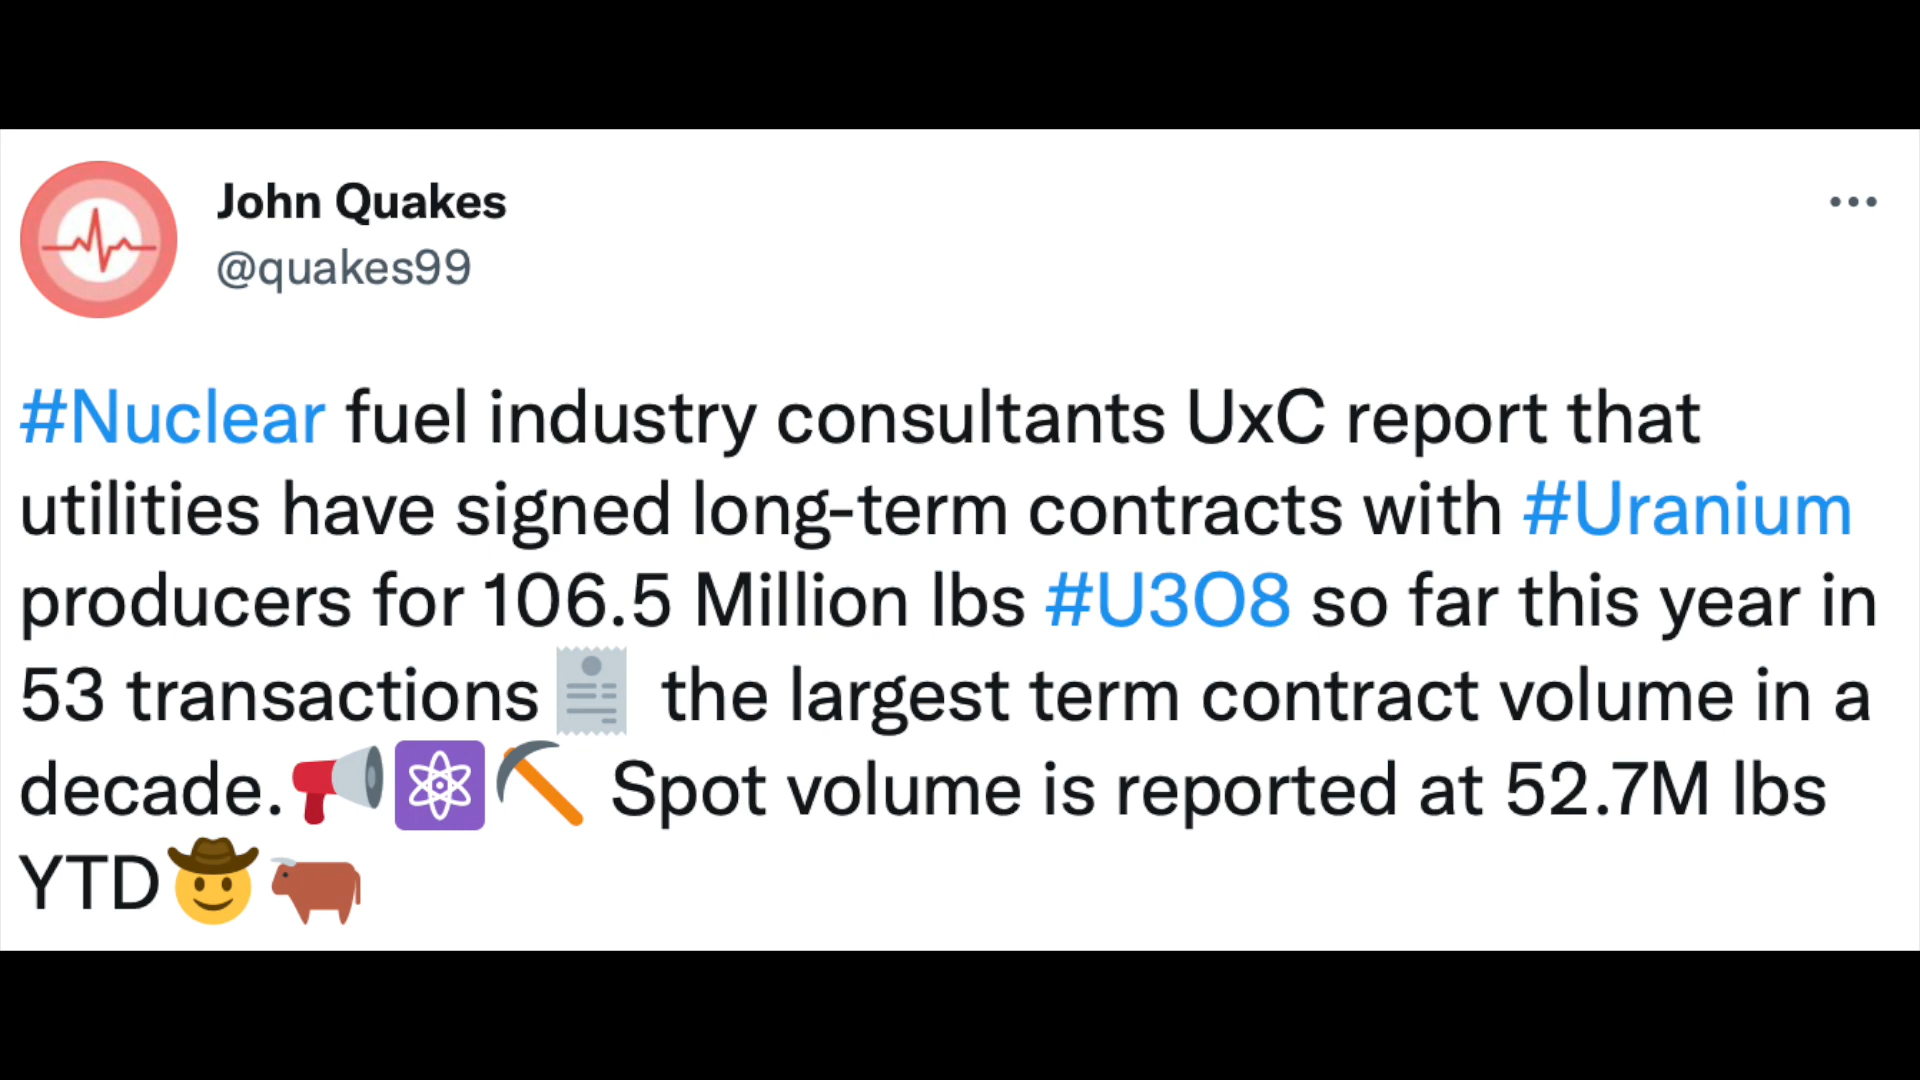 John Quakes
@quakes99
#Nuclear fuel industry consultants UxC report that
utilities have signed long-term contracts with #Uranium
producers for 106.5 Million lbs #U3O8 so far this year in
53 transactions🧾 the largest term contract volume in a
decade.📢⚛️⛏️ Spot volume is reported at 52.7M lbs
YTD🤠🐂